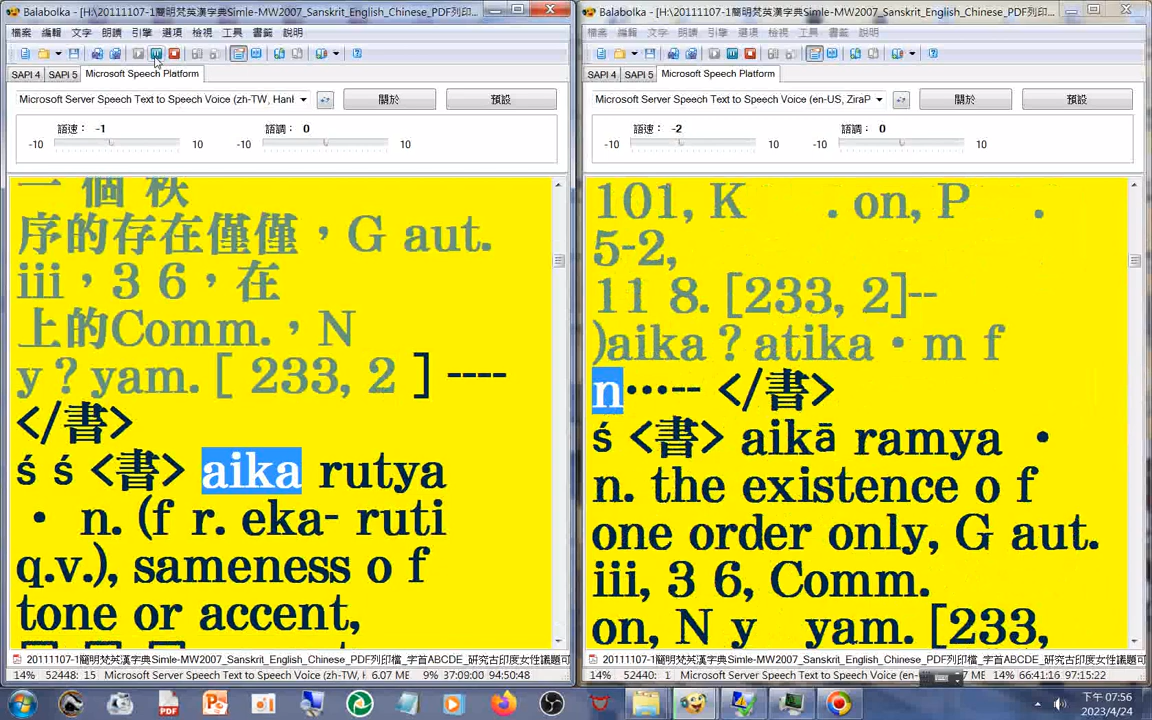 Balabolka - [H:\20111107-1簡明梵英漢字典Simle-MW2007_Sanskrit_English_Chinese_PDF列印...
檔案 編輯 文字 朗讀 引擎 選項 檢視 工具 書籤 說明
SAPI 4 SAPI 5 Microsoft Speech Platform
Microsoft Server Speech Text to Speech Voice (zh-TW, HanI
關於 預設
語速： -1 語調： 0
-10 10 -10 10
一 個 秩
序的存在僅僅，G aut.
iii，3 6，在
上的Comm.，N
y ? yam. [ 233, 2 ] ----
</書>
ś ś <書> aika rutya
• n. (f r. eka- ruti
q.v.), sameness o f
tone or accent,
20111107-1簡明梵英漢字典Simle-MW2007_Sanskrit_English_Chinese_PDF列印檔_字首ABCDE_研究古印度女性議題可
14% 52448: 15 Microsoft Server Speech Text to Speech Voice (zh-TW, H 6.07 MB 9% 37:09:00 94:50:48
Balabolka - [H:\20111107-1簡明梵英漢字典Simle-MW2007_Sanskrit_English_Chinese_PDF列印...
檔案 編輯 文字 朗讀 引擎 選項 檢視 工具 書籤 說明
SAPI 4 SAPI 5 Microsoft Speech Platform
Microsoft Server Speech Text to Speech Voice (en-US, ZiraP
關於 預設
語速： -2 語調： 0
-10 10 -10 10
101, K . on, P .
5-2,
11 8. [233, 2]--
)aika ? atika • m f
n •••-- </書>
ś <書> aikā ramya •
n. the existence o f
one order only, G aut.
iii, 3 6, Comm.
on, N y yam. [233,
20111107-1簡明梵英漢字典Simle-MW2007_Sanskrit_English_Chinese_PDF列印檔_字首ABCDE_研究古印度女性議題可
14% 52440: 1 Microsoft Server Speech Text to Speech Voice (en-US, 14% 66:41:16 97:15:22
下午 07:56
2023/4/24